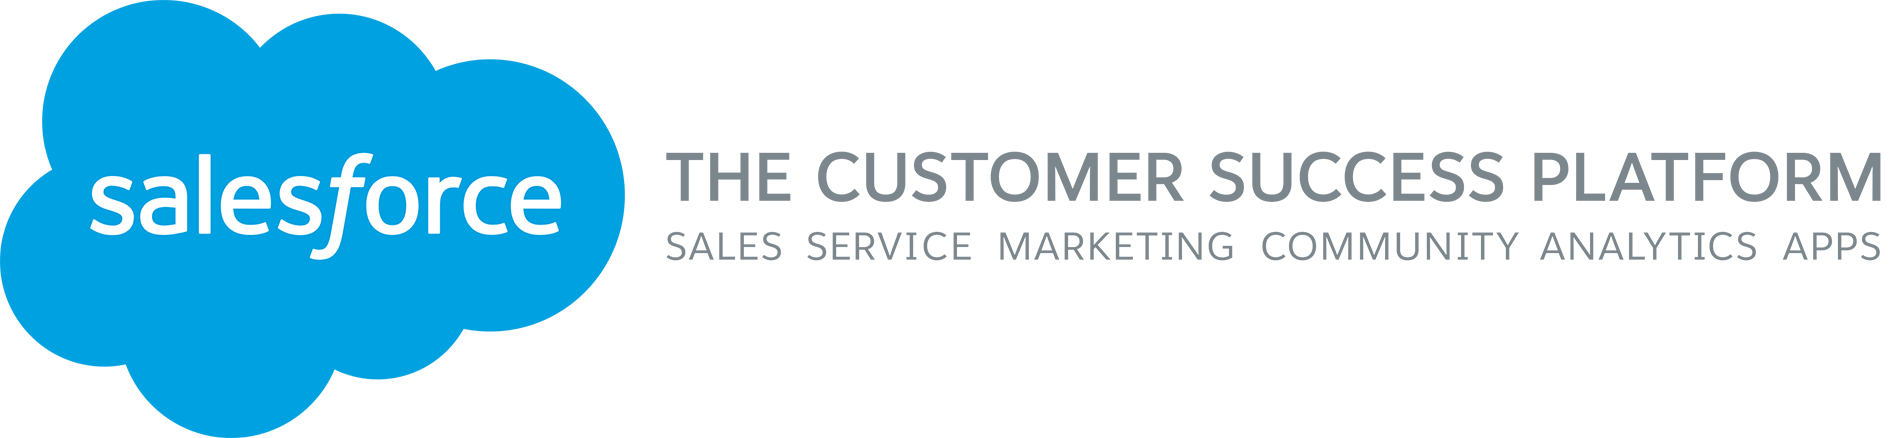 salesforce
THE CUSTOMER SUCCESS PLATFORM
SALES SERVICE MARKETING COMMUNITY ANALYTICS APPS